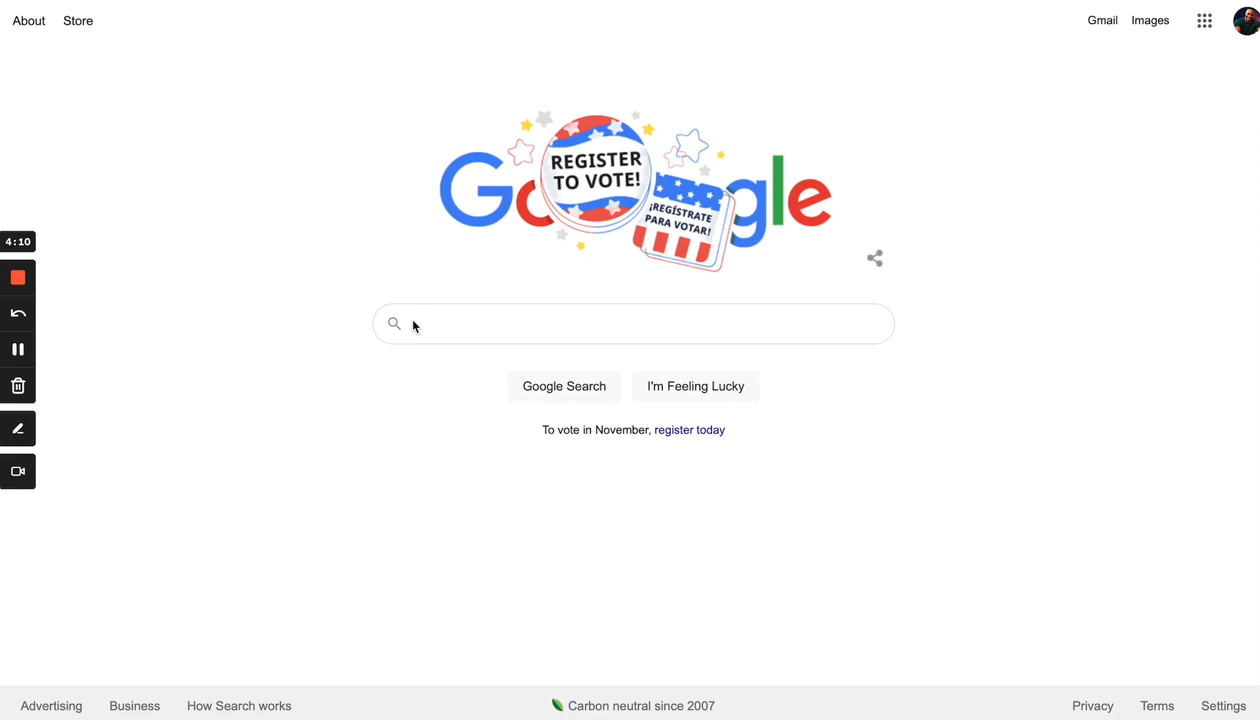 About Store
Gmail Images
Google
REGISTER
TO VOTE!
¡REGÍSTRATE
PARA VOTAR!
4:10
Google Search I'm Feeling Lucky
To vote in November, register today
Advertising Business How Search works
Carbon neutral since 2007
Privacy Terms Settings